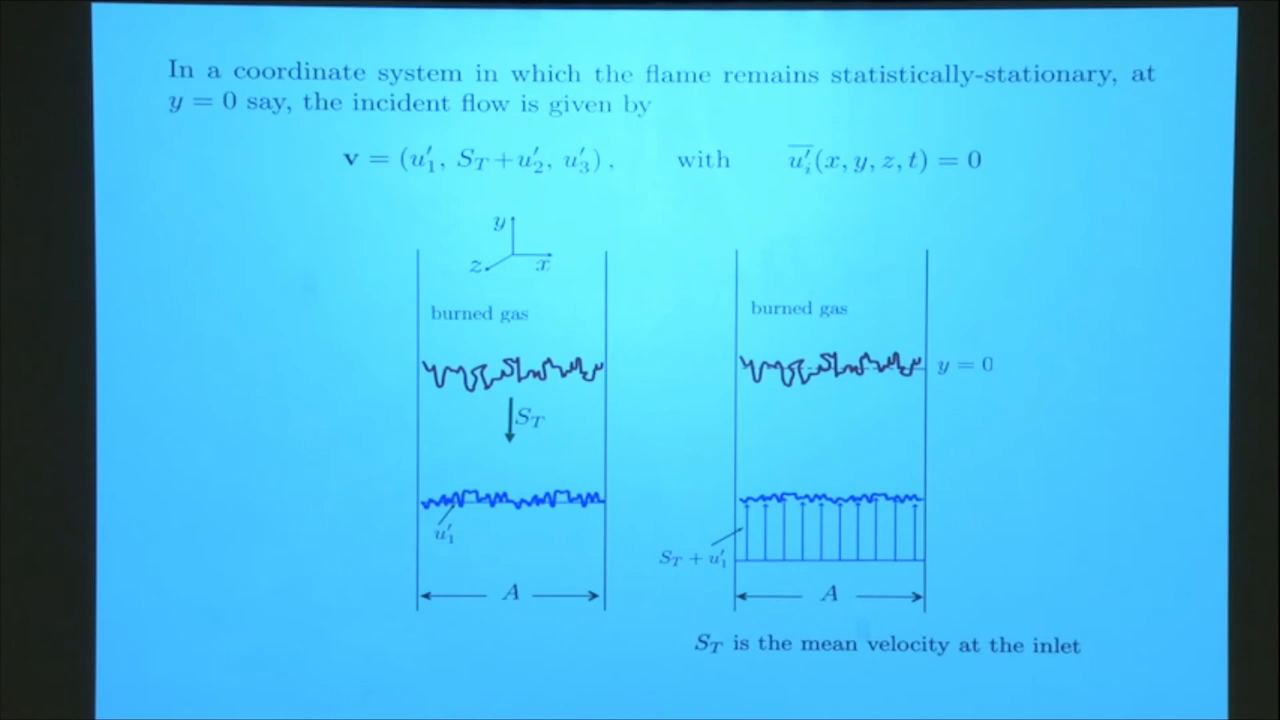 In a coordinate system in which the flame remains statistically-stationary, at
y = 0 say, the incident flow is given by
v = (u′₁, S_T + u′₂, u′₃), with \overline{u′ᵢ}(x, y, z, t) = 0
y
z x
burned gas
burned gas
y = 0
S_T
u′₁
S_T + u′₁
A
A
S_T is the mean velocity at the inlet